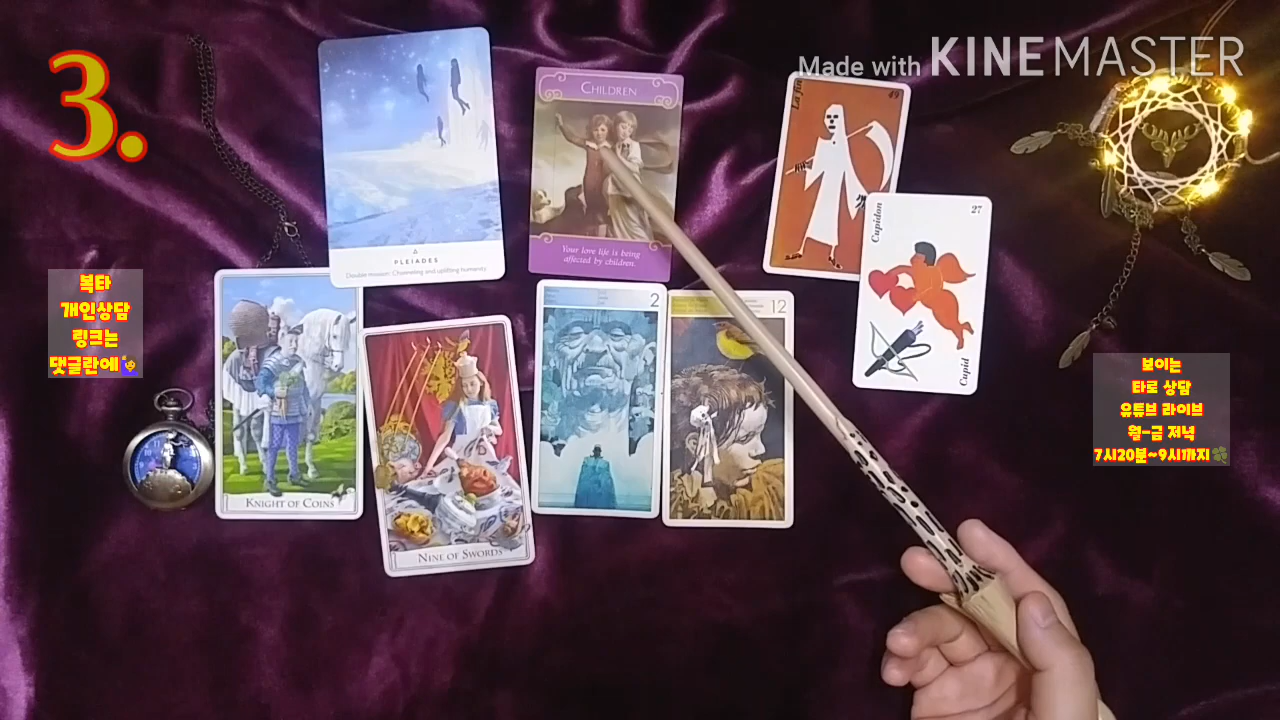 3.
Made with KINEMASTER
PLEIADES
Double mission: Channeling and uplifting humanity.
CHILDREN
Your love life is being
affected by children.
49
Cupidon
27
Cupid
복타
개인상담
링크는
댓글란에🙋‍♀️
KNIGHT OF COINS
NINE OF SWORDS
2
12
보이는
타로 상담
유튜브 라이브
월-금 저녁
7시20분~9시까지🍀